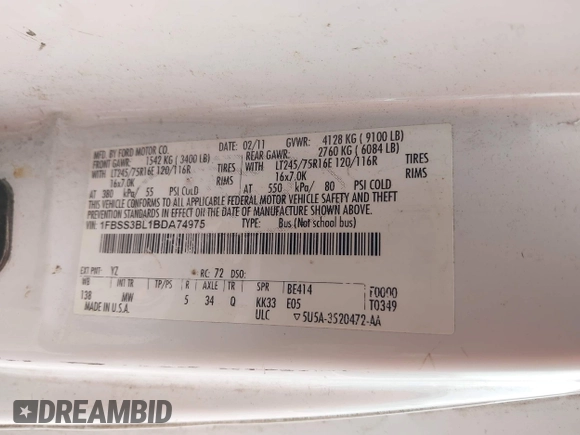 MFD. BY FORD MOTOR CO.
DATE: 02/11 GVWR: 4128 KG (9100 LB)
FRONT GAWR: 1542 KG (3400 LB) REAR GAWR: 2760 KG (6084 LB)
WITH LT245/75R16E 120/116R TIRES WITH LT245/75R16E 120/116R TIRES
16x7.0K RIMS 16x7.0K RIMS
AT 380 kPa/ 55 PSI COLD AT 550 kPa/ 80 PSI COLD
THIS VEHICLE CONFORMS TO ALL APPLICABLE FEDERAL MOTOR VEHICLE SAFETY STANDARDS IN EFFECT ON THE DATE OF MANUFACTURE SHOWN ABOVE.
VIN: 1FBSS3BL1BDA74975 TYPE: Bus (Not school bus)
EXT PNT: YZ RC: 72 DSO:
WB INT TR TP/PS R AXLE TR SPR BE414 F0090
138 MW 5 34 Q KK33 E05 T0349
MADE IN U.S.A. ULC 5U5A-3520472-AA
DREAMBID